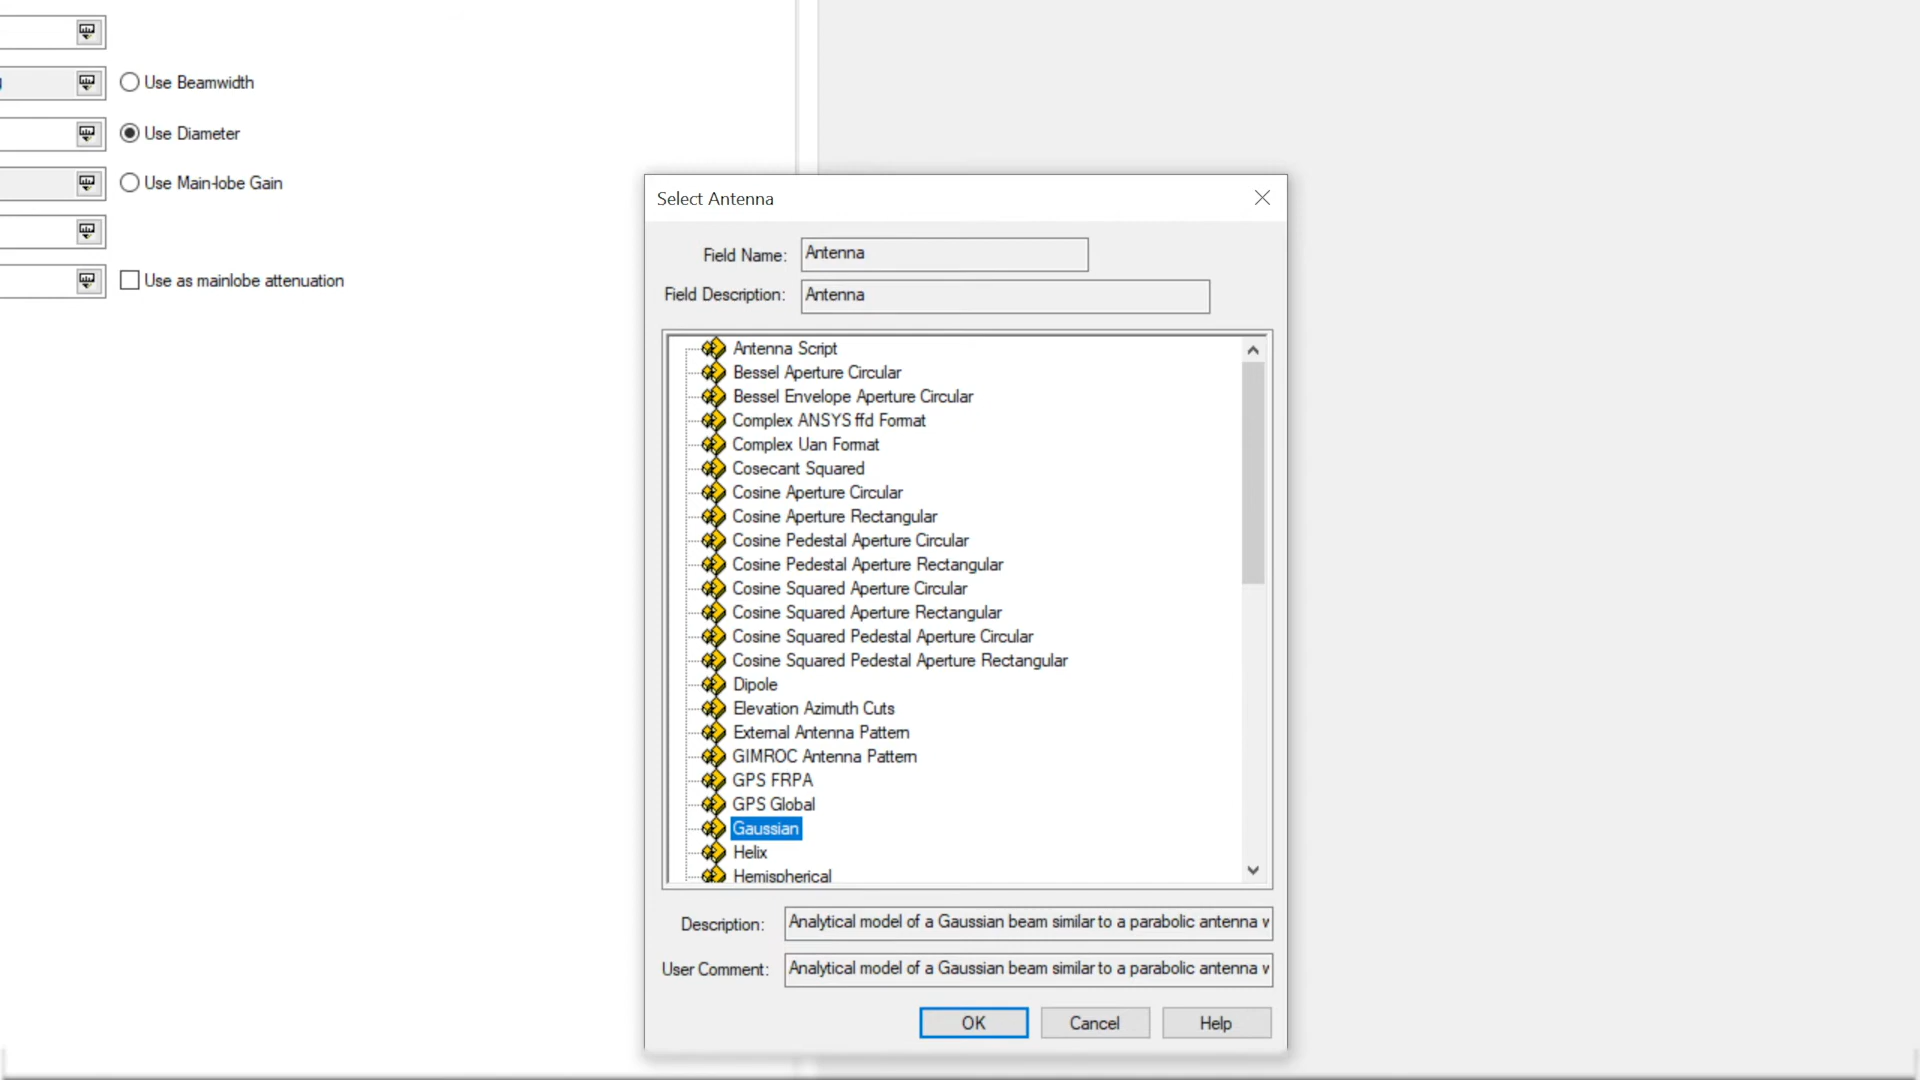 Use Beamwidth
Use Diameter
Use Main-lobe Gain
Use as mainlobe attenuation
Select Antenna
Field Name: Antenna
Field Description: Antenna
Antenna Script
Bessel Aperture Circular
Bessel Envelope Aperture Circular
Complex ANSYS ffd Format
Complex Uan Format
Cosecant Squared
Cosine Aperture Circular
Cosine Aperture Rectangular
Cosine Pedestal Aperture Circular
Cosine Pedestal Aperture Rectangular
Cosine Squared Aperture Circular
Cosine Squared Aperture Rectangular
Cosine Squared Pedestal Aperture Circular
Cosine Squared Pedestal Aperture Rectangular
Dipole
Elevation Azimuth Cuts
External Antenna Pattern
GIMROC Antenna Pattern
GPS FRPA
GPS Global
Gaussian
Helix
Hemispherical
Description: Analytical model of a Gaussian beam similar to a parabolic antenna
User Comment: Analytical model of a Gaussian beam similar to a parabolic antenna
OK Cancel Help